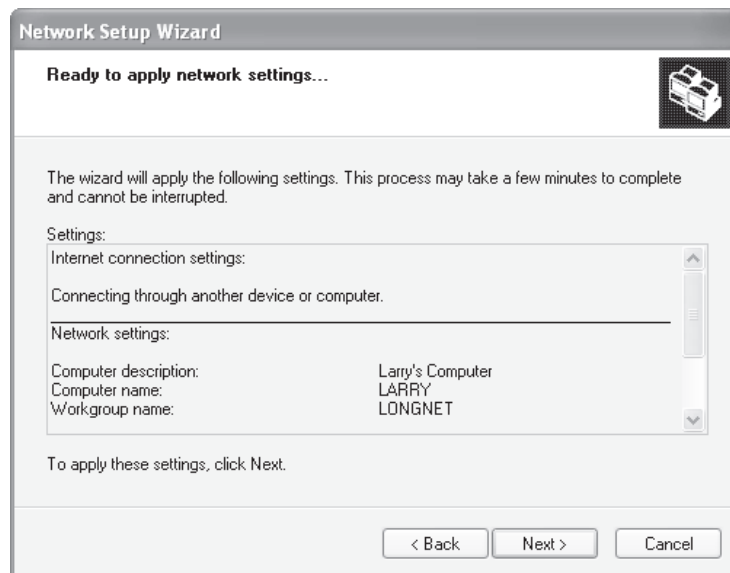 Network Setup Wizard
Ready to apply network settings...
The wizard will apply the following settings. This process may take a few minutes to complete
and cannot be interrupted.
Settings:
Internet connection settings:
Connecting through another device or computer.
Network settings:
Computer description: Larry's Computer
Computer name: LARRY
Workgroup name: LONGNET
To apply these settings, click Next.
< Back Next > Cancel